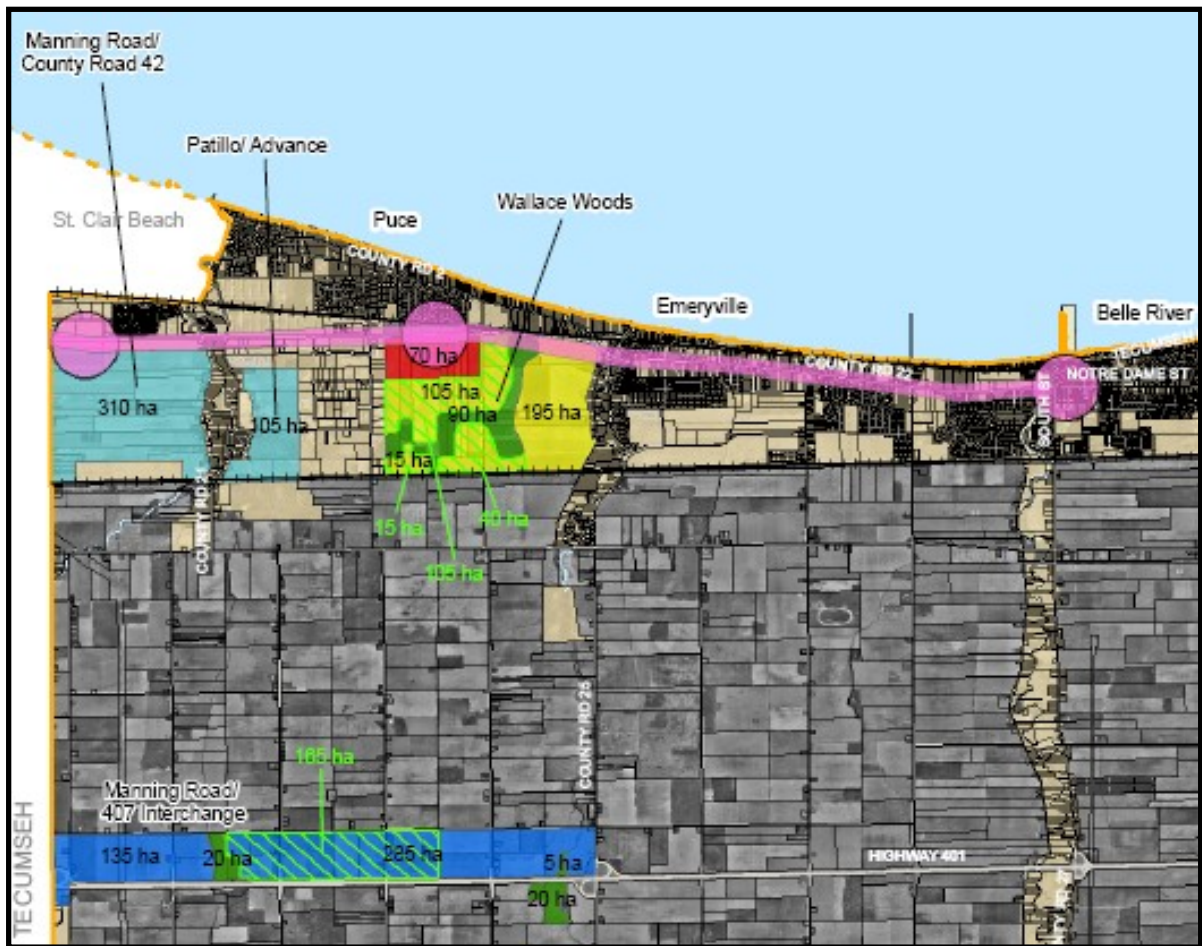 Manning Road/
County Road 42
Patillo/ Advance
Wallace Woods
St. Clair Beach
Puce
COUNTY RD 2
Emeryville
Belle River
TECUMSEH
COUNTY RD 22
NOTRE DAME ST
SOUTH ST
70 ha
310 ha
105 ha
105 ha
90 ha
195 ha
15 ha
15 ha
40 ha
105 ha
COUNTY RD 21
COUNTY RD 25
165 ha
Manning Road/
407 Interchange
135 ha
20 ha
285 ha
5 ha
20 ha
HIGHWAY 401
TECUMSEH